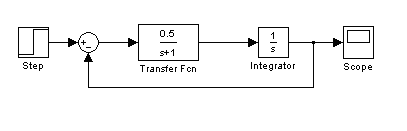 +
-
0.5
s+1
1
s
Step
Transfer Fcn
Integrator
Scope